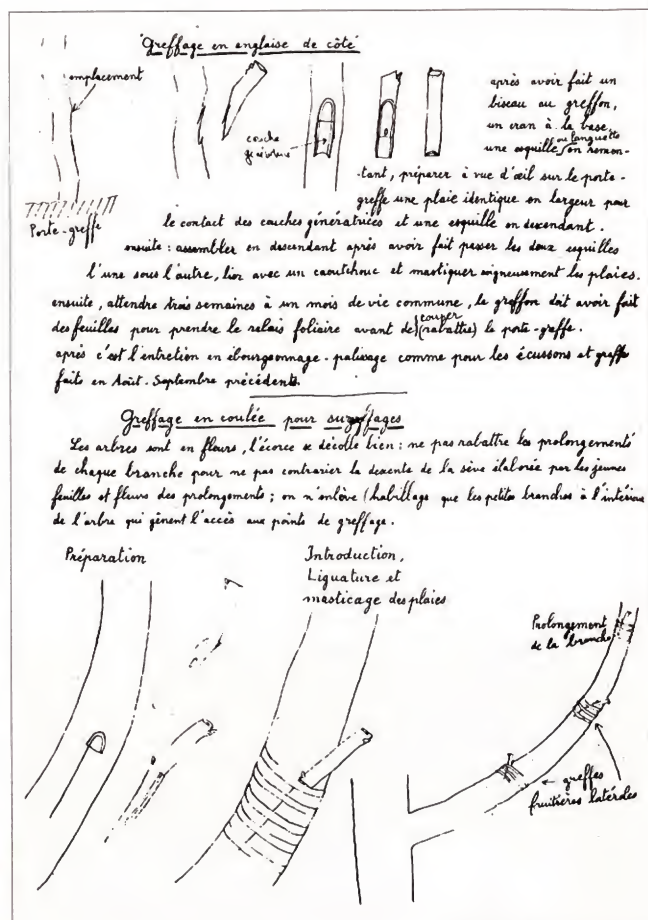 Greffage en anglaise de côté
emplacement
couche
génératrice
Porte-greffe
après avoir fait un
biseau au greffon,
un cran à la base
ou languette
une esquille en remon-
tant, préparer à vue d'œil sur le porte-
greffe une plaie identique en largeur pour
le contact des couches génératrices et une esquille en descendant.
ensuite : assembler en descendant après avoir fait passer les deux esquilles
l'une sous l'autre, lier avec un caoutchouc et mastiquer soigneusement les plaies.
ensuite, attendre trois semaines à un mois de vie commune, le greffon doit avoir fait
couper
des feuilles pour prendre le relais foliaire avant de (rabattre) le porte-greffe.
après c'est l'entretien en ébourgeonnage - palissage comme pour les écussons et greffe
faits en Août - Septembre précédents.
Greffage en coulée pour surgreffages
Les arbres sont en fleurs, l'écorce se décolle bien : ne pas rabattre les prolongements
de chaque branche pour ne pas contrarier la descente de la sève élaborée par les jeunes
feuilles et fleurs des prolongements ; on n'enlève (habillage que les petites branches à l'intérieur
de l'arbre qui gênent l'accès aux points de greffage.
Préparation
Introduction,
Liguature et
masticage des plaies
Prolongement
de la branche
greffes
fruitières latérales